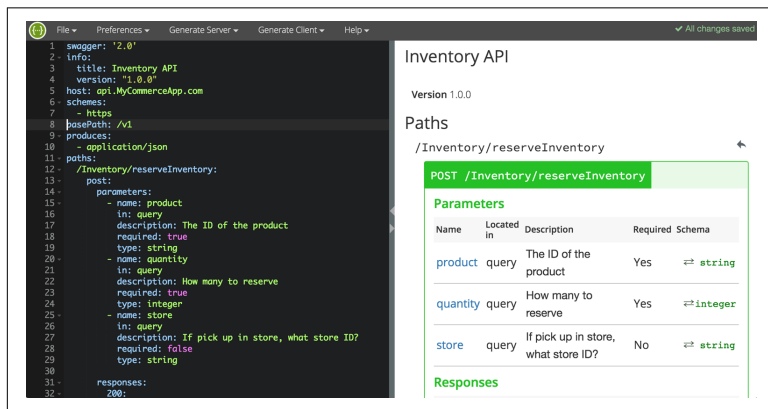 {···} File ▾ Preferences ▾ Generate Server ▾ Generate Client ▾ Help ▾ ✔ All changes saved
1 swagger: '2.0'
2 - info:
3     title: Inventory API
4     version: "1.0.0"
5 host: api.MyCommerceApp.com
6 - schemes:
7     - https
8 basePath: /v1
9 - produces:
10     - application/json
11 - paths:
12 -   /Inventory/reserveInventory:
13 -     post:
14         parameters:
15 -         - name: product
16             in: query
17             description: The ID of the product
18             required: true
19             type: string
20 -         - name: quantity
21             in: query
22             description: How many to reserve
23             required: true
24             type: integer
25 -         - name: store
26             in: query
27             description: If pick up in store, what store ID?
28             required: false
29             type: string
30
31 -       responses:
32 -         200:
Inventory API
Version 1.0.0
Paths
/Inventory/reserveInventory
POST /Inventory/reserveInventory
Parameters
Name Located in Description Required Schema
product query The ID of the product Yes ⇄ string
quantity query How many to reserve Yes ⇄ integer
store query If pick up in store, what store ID? No ⇄ string
Responses